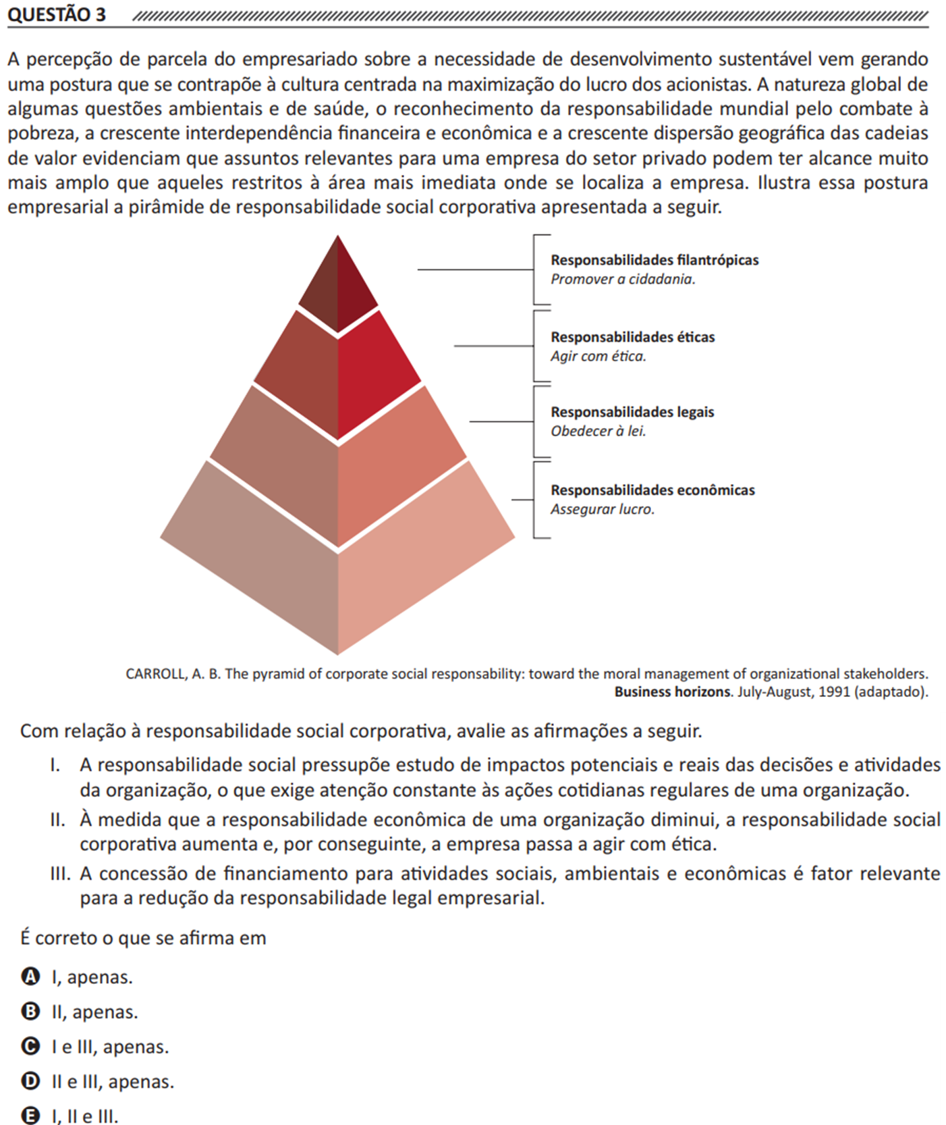 QUESTÃO 3
A percepção de parcela do empresariado sobre a necessidade de desenvolvimento sustentável vem gerando
uma postura que se contrapõe à cultura centrada na maximização do lucro dos acionistas. A natureza global de
algumas questões ambientais e de saúde, o reconhecimento da responsabilidade mundial pelo combate à
pobreza, a crescente interdependência financeira e econômica e a crescente dispersão geográfica das cadeias
de valor evidenciam que assuntos relevantes para uma empresa do setor privado podem ter alcance muito
mais amplo que aqueles restritos à área mais imediata onde se localiza a empresa. Ilustra essa postura
empresarial a pirâmide de responsabilidade social corporativa apresentada a seguir.
Responsabilidades filantrópicas
Promover a cidadania.
Responsabilidades éticas
Agir com ética.
Responsabilidades legais
Obedecer à lei.
Responsabilidades econômicas
Assegurar lucro.
CARROLL, A. B. The pyramid of corporate social responsability: toward the moral management of organizational stakeholders.
Business horizons. July-August, 1991 (adaptado).
Com relação à responsabilidade social corporativa, avalie as afirmações a seguir.
I. A responsabilidade social pressupõe estudo de impactos potenciais e reais das decisões e atividades
da organização, o que exige atenção constante às ações cotidianas regulares de uma organização.
II. À medida que a responsabilidade econômica de uma organização diminui, a responsabilidade social
corporativa aumenta e, por conseguinte, a empresa passa a agir com ética.
III. A concessão de financiamento para atividades sociais, ambientais e econômicas é fator relevante
para a redução da responsabilidade legal empresarial.
É correto o que se afirma em
A I, apenas.
B II, apenas.
C I e III, apenas.
D II e III, apenas.
E I, II e III.